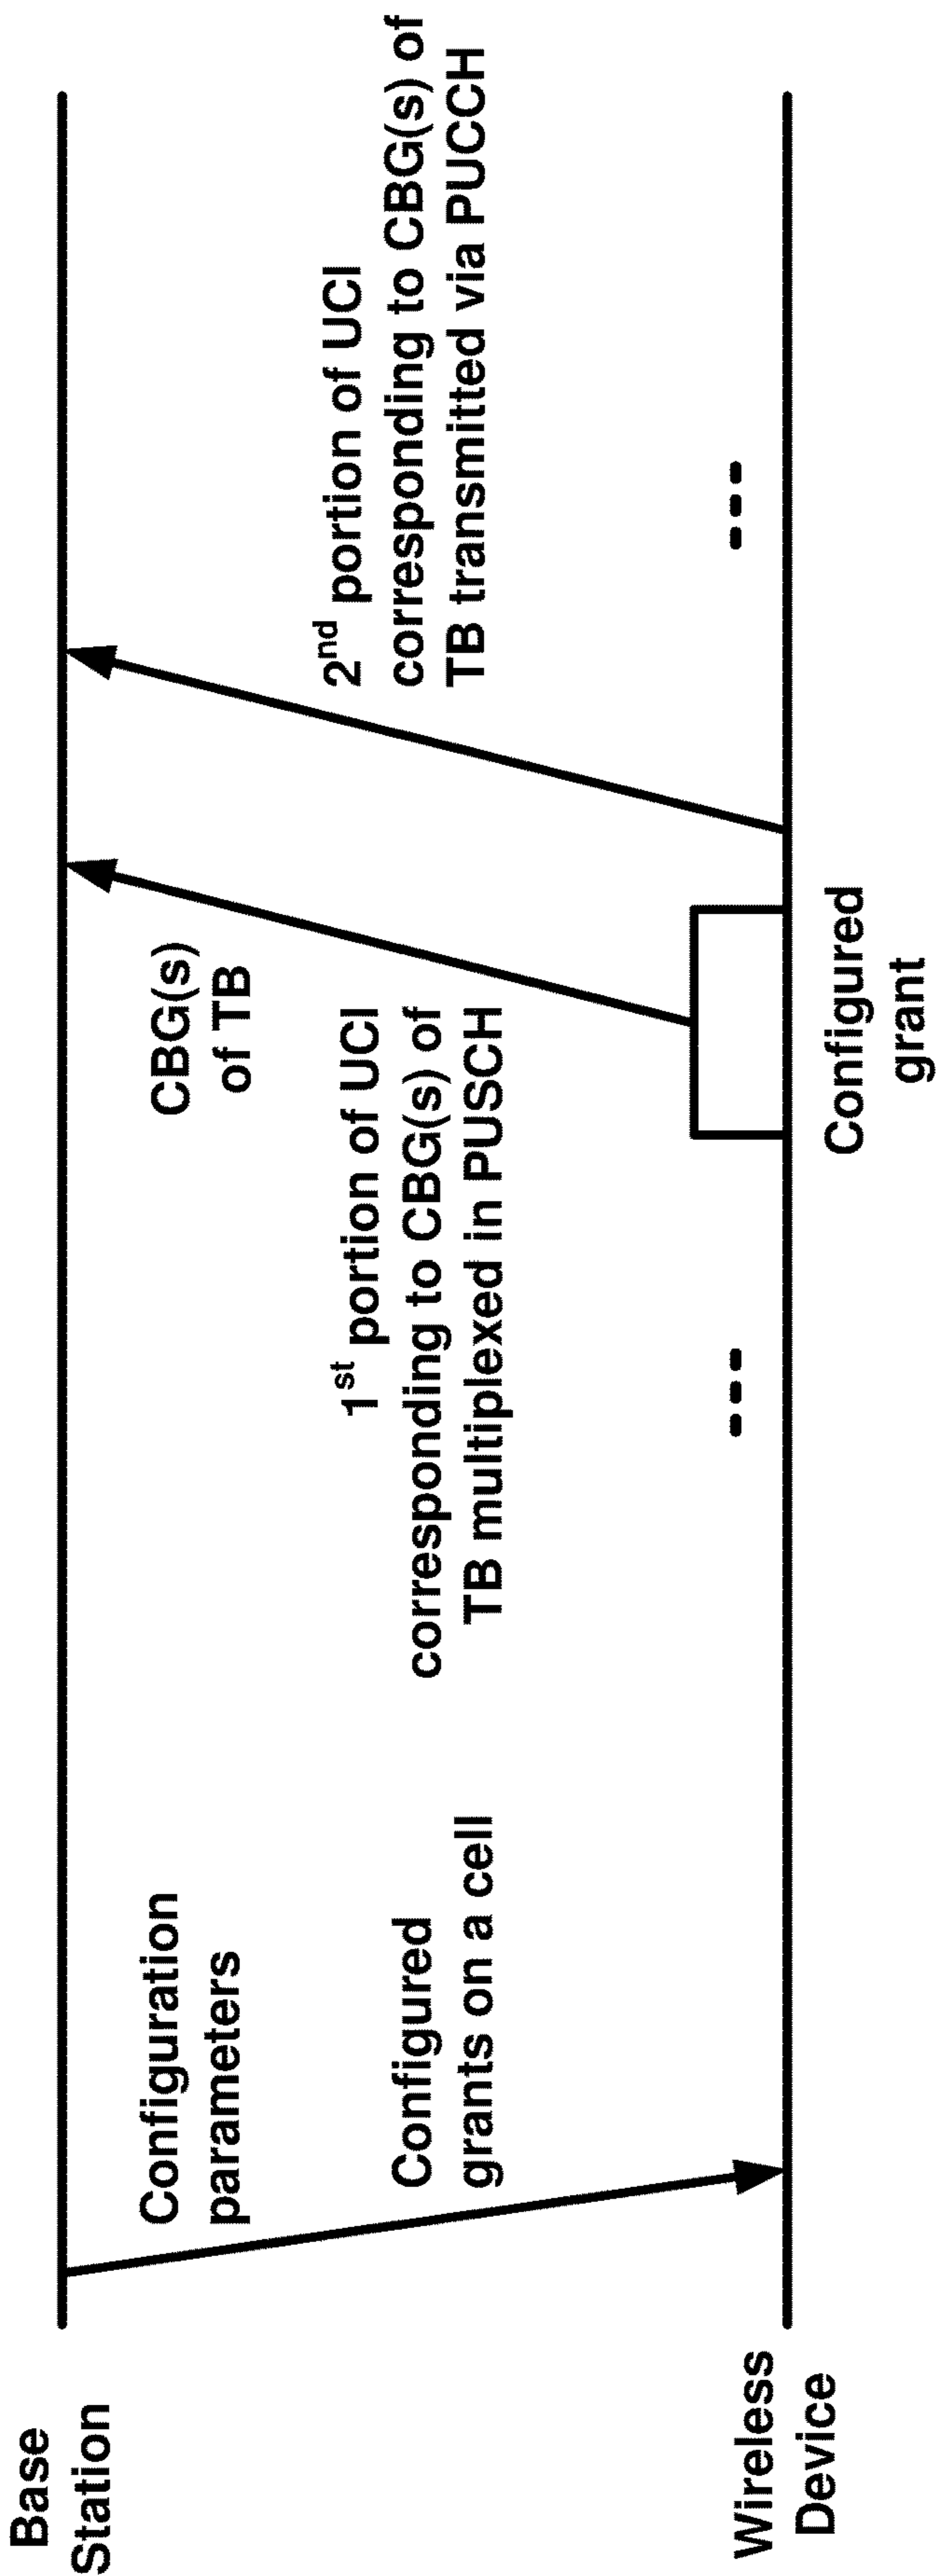 Base
Station
Configuration
parameters
Configured
grants on a cell
CBG(s)
of TB
1st portion of UCI
corresponding to CBG(s) of
TB multiplexed in PUSCH
2nd portion of UCI
corresponding to CBG(s) of
TB transmitted via PUCCH
Wireless
Device
Configured
grant